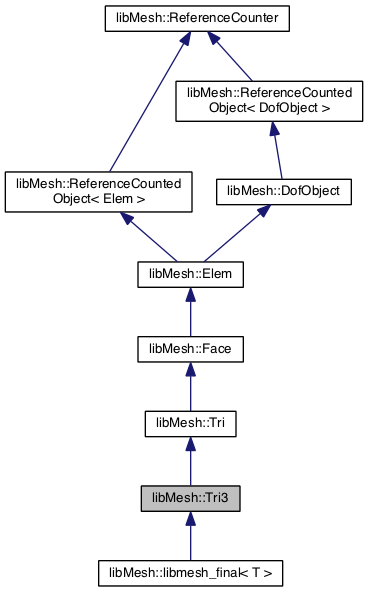 libMesh::ReferenceCounter
libMesh::ReferenceCounted
Object< DofObject >
libMesh::ReferenceCounted
Object< Elem >
libMesh::DofObject
libMesh::Elem
libMesh::Face
libMesh::Tri
libMesh::Tri3
libMesh::libmesh_final< T >